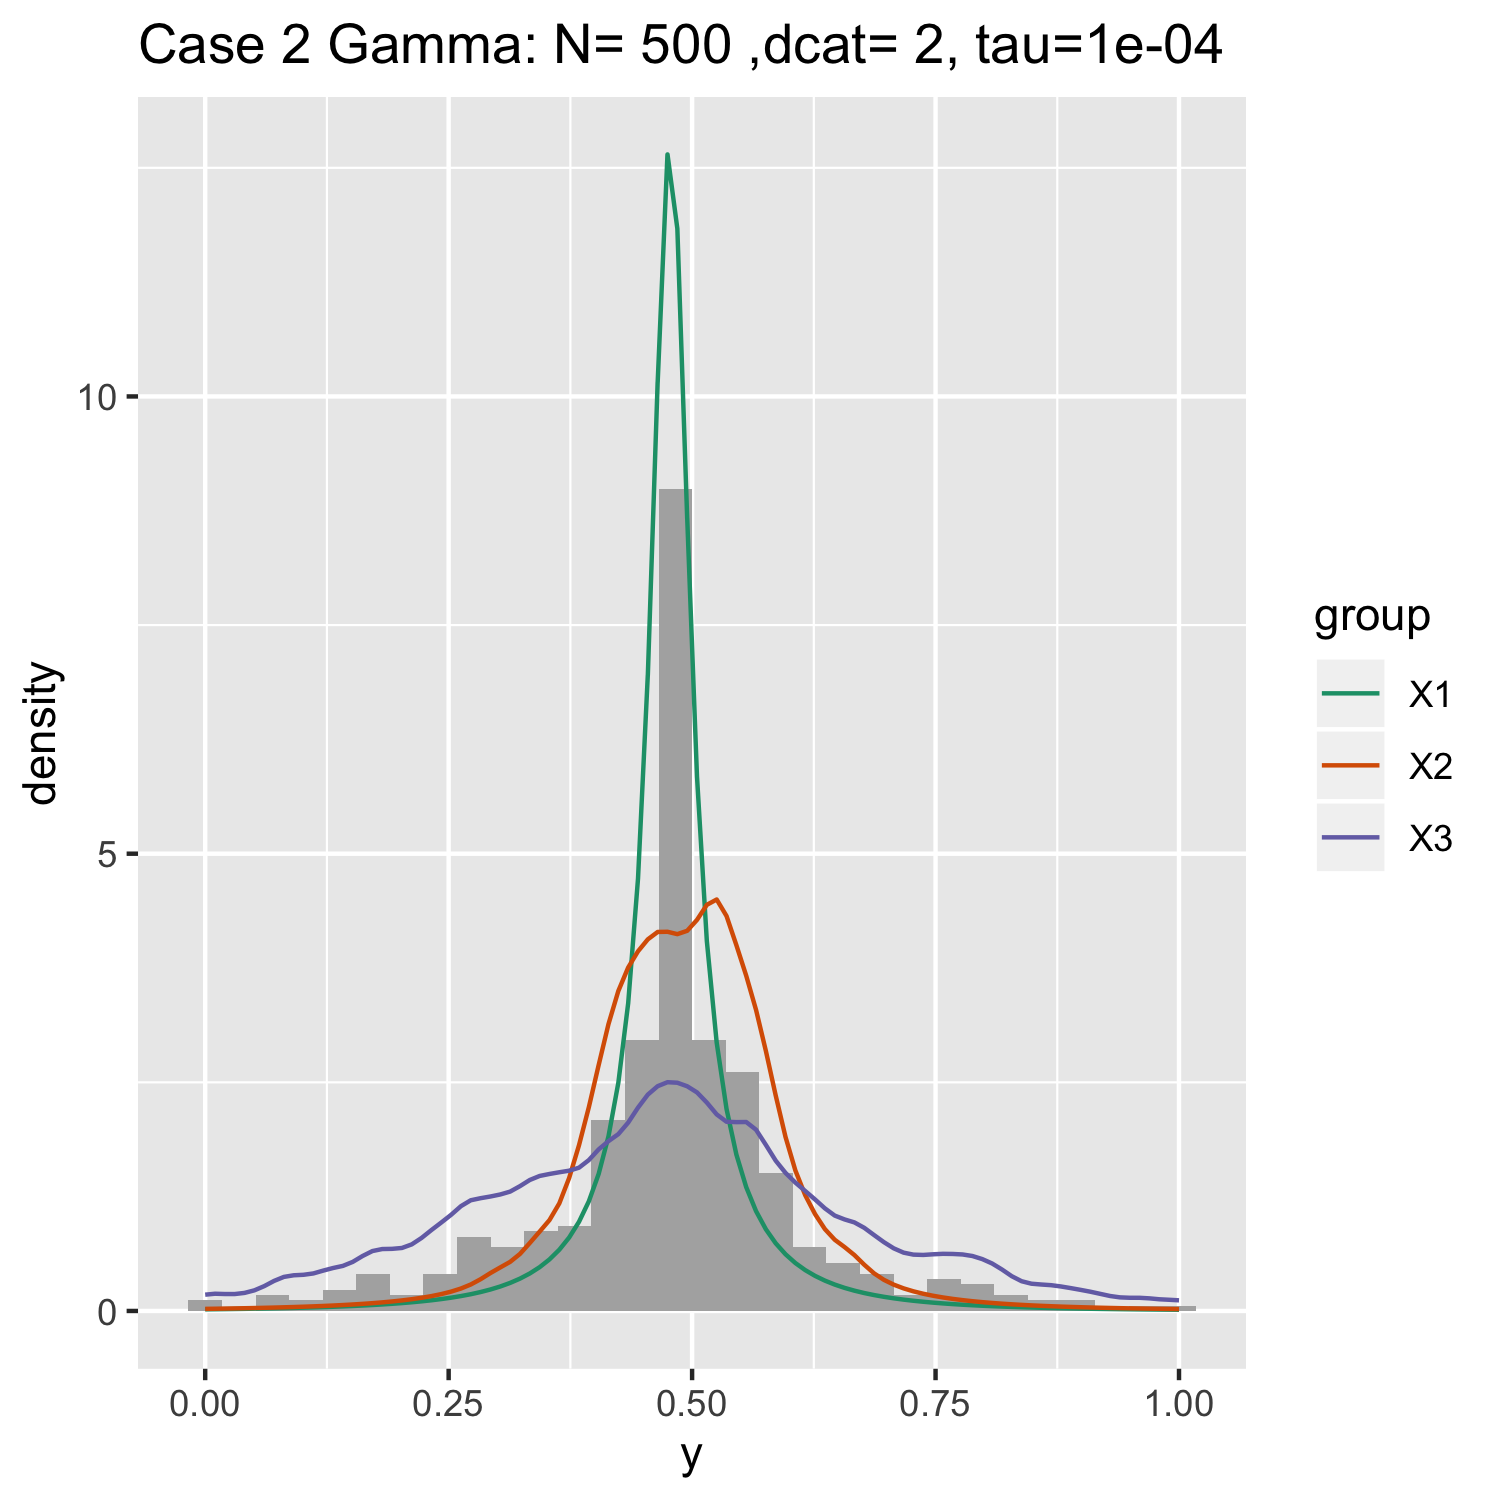 Case 2 Gamma: N= 500 ,dcat= 2, tau=1e-04
density
10
5
0
0.00 0.25 0.50 0.75 1.00
y
group
X1
X2
X3